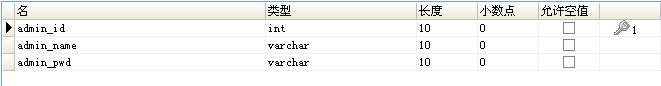 名 类型 长度 小数点 允许空值
admin_id int 10 0 1
admin_name varchar 10 0
admin_pwd varchar 10 0